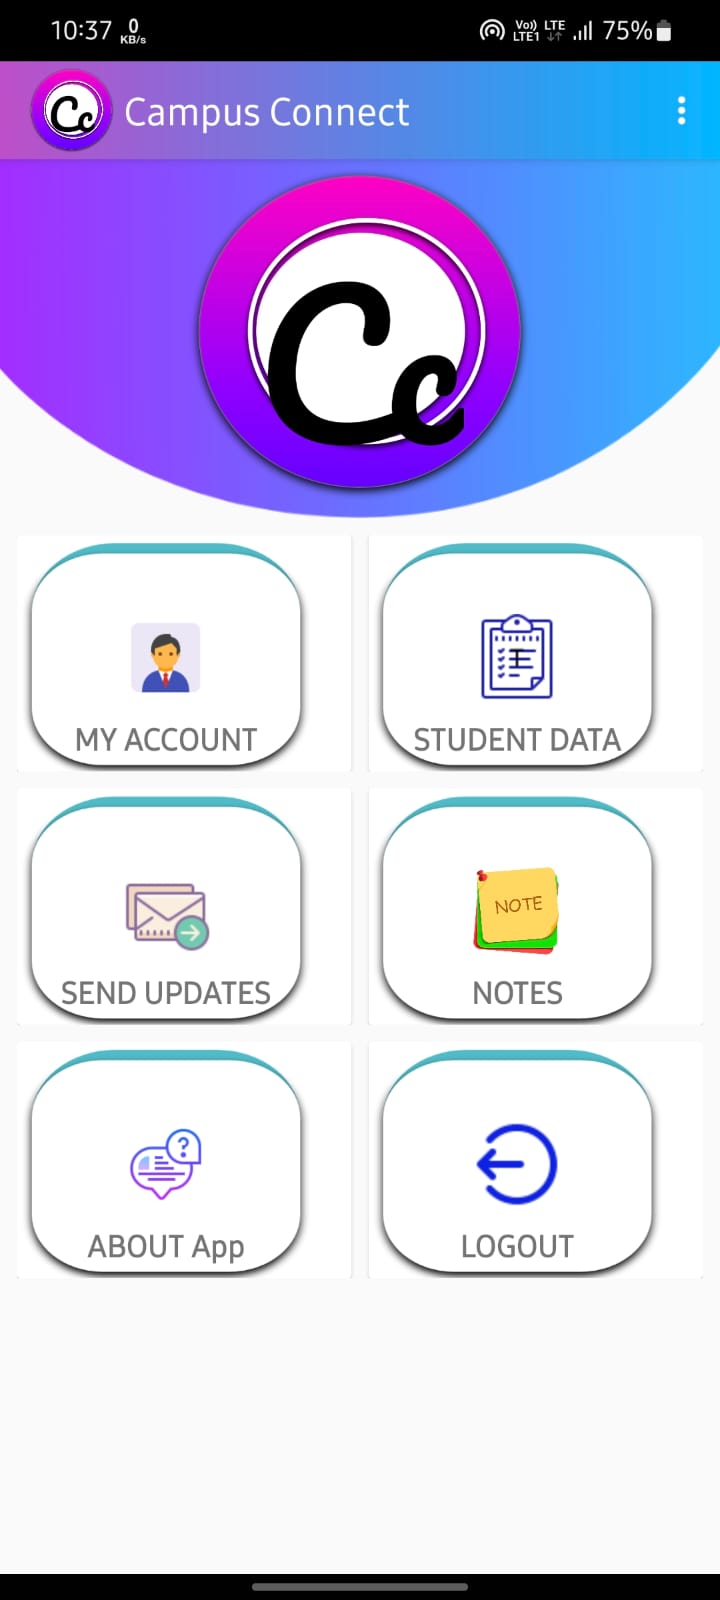 10:37 0 KB/s Vo)) LTE LTE1 75%
Cc Campus Connect
Cc
MY ACCOUNT
STUDENT DATA
SEND UPDATES
NOTE
NOTES
ABOUT App
?
LOGOUT